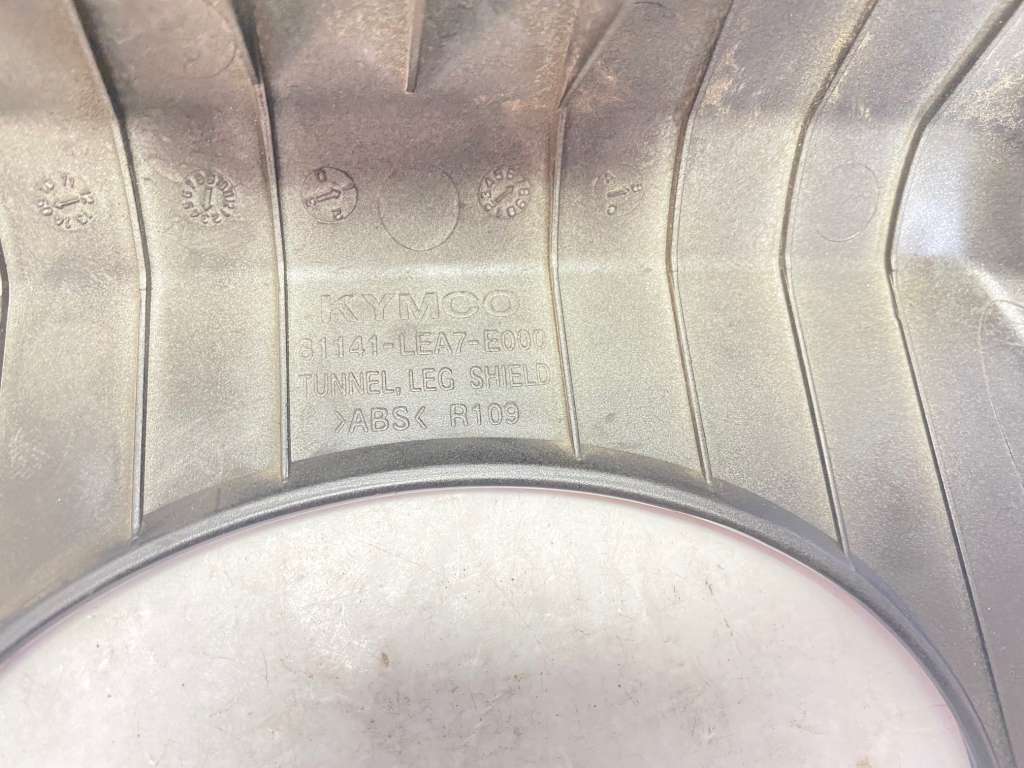 KYMCO
81141-LEA7-E000
TUNNEL, LEG SHIELD
>ABS< R109